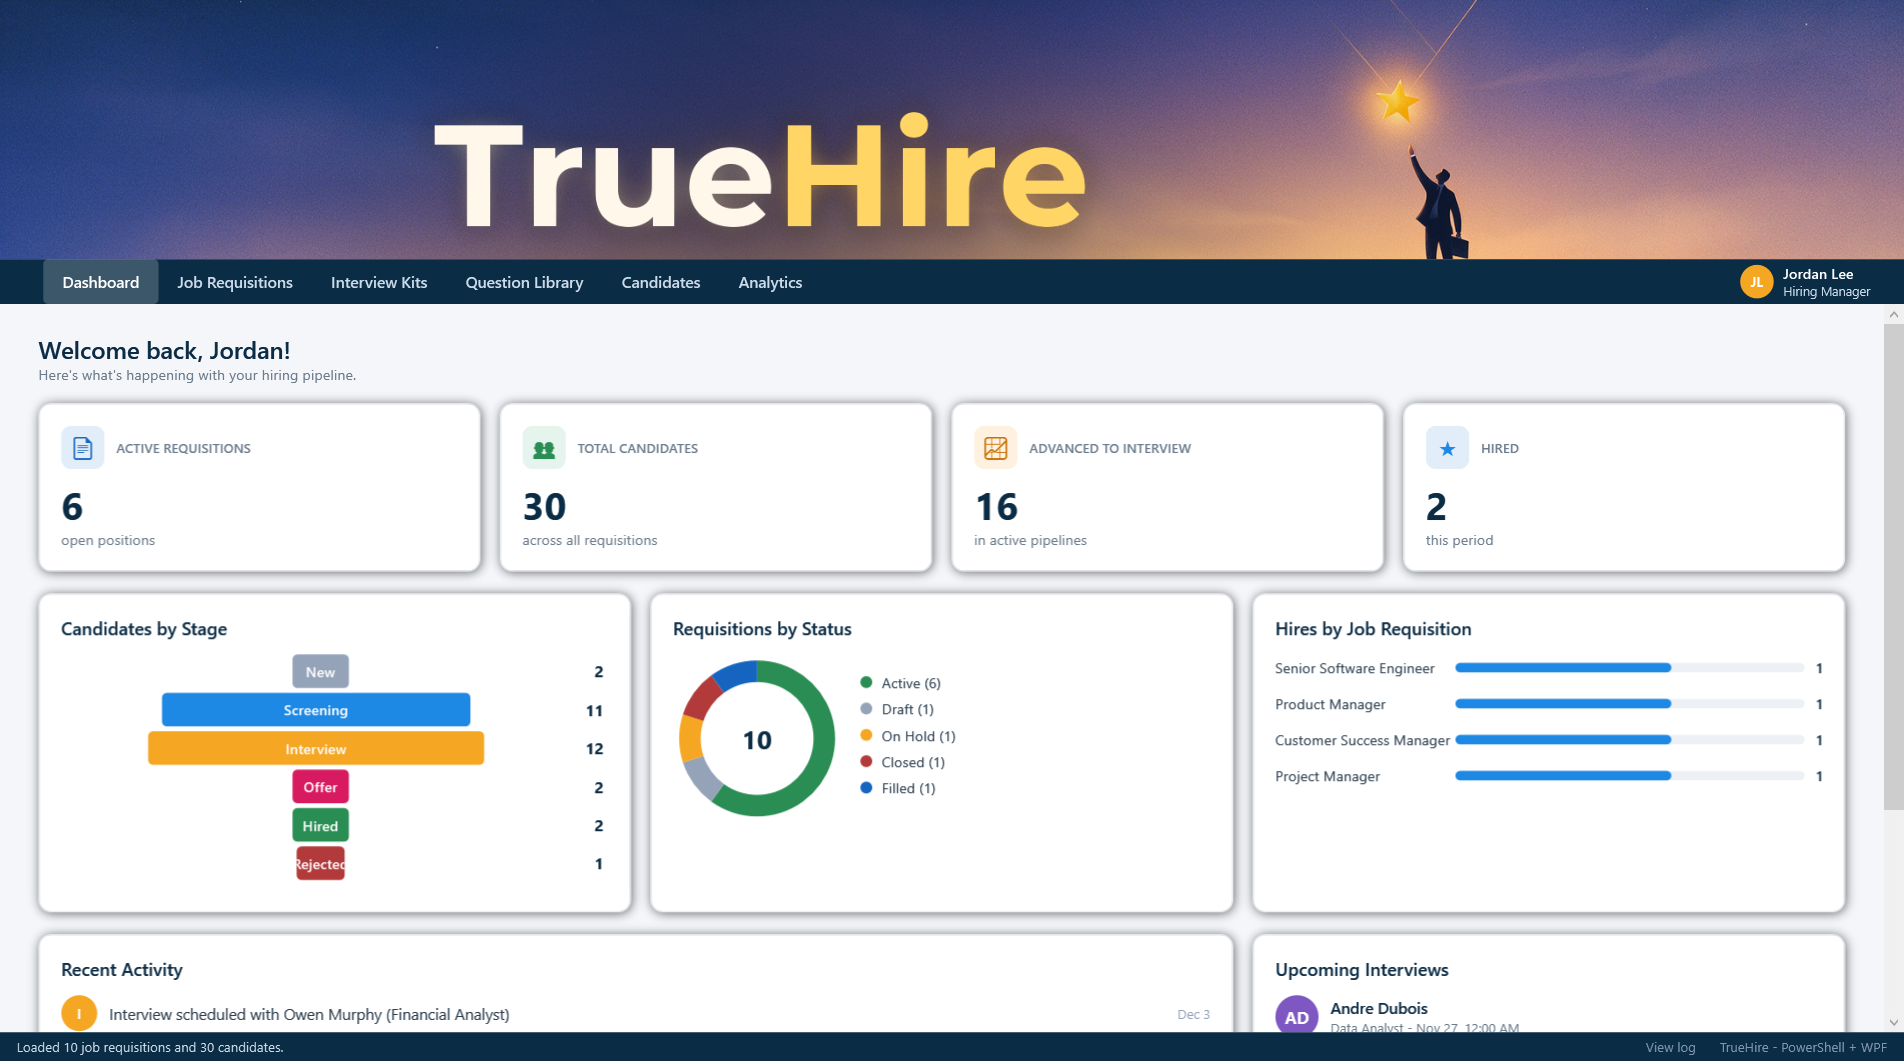 TrueHire
Dashboard
Job Requisitions
Interview Kits
Question Library
Candidates
Analytics
JL
Jordan Lee
Hiring Manager
Welcome back, Jordan!
Here's what's happening with your hiring pipeline.
ACTIVE REQUISITIONS
6
open positions
TOTAL CANDIDATES
30
across all requisitions
ADVANCED TO INTERVIEW
16
in active pipelines
HIRED
2
this period
Candidates by Stage
New 2
Screening 11
Interview 12
Offer 2
Hired 2
Rejected 1
Requisitions by Status
10
Active (6)
Draft (1)
On Hold (1)
Closed (1)
Filled (1)
Hires by Job Requisition
Senior Software Engineer 1
Product Manager 1
Customer Success Manager 1
Project Manager 1
Recent Activity
I
Interview scheduled with Owen Murphy (Financial Analyst)
Dec 3
Upcoming Interviews
AD
Andre Dubois
Data Analyst - Nov 27, 12:00 AM
Loaded 10 job requisitions and 30 candidates.
View log
TrueHire - PowerShell + WPF